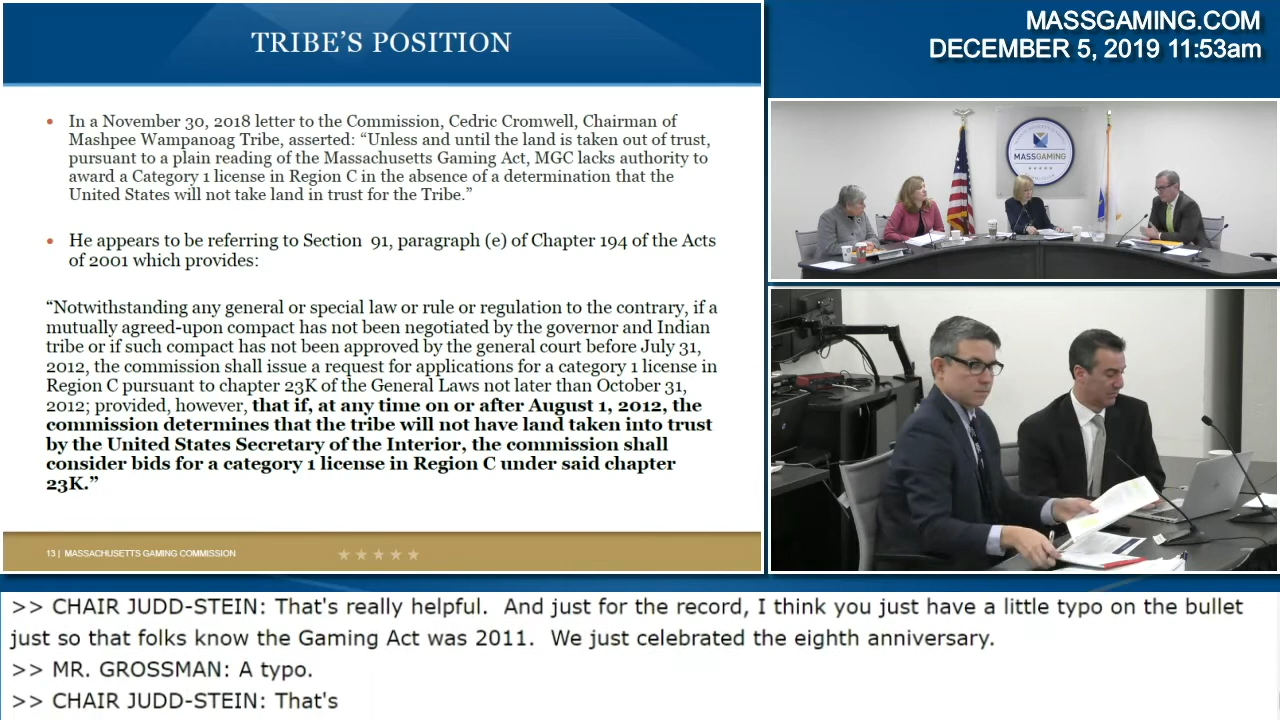 TRIBE'S POSITION
• In a November 30, 2018 letter to the Commission, Cedric Cromwell, Chairman of
Mashpee Wampanoag Tribe, asserted: “Unless and until the land is taken out of trust,
pursuant to a plain reading of the Massachusetts Gaming Act, MGC lacks authority to
award a Category 1 license in Region C in the absence of a determination that the
United States will not take land in trust for the Tribe.”
• He appears to be referring to Section 91, paragraph (e) of Chapter 194 of the Acts
of 2001 which provides:
“Notwithstanding any general or special law or rule or regulation to the contrary, if a
mutually agreed-upon compact has not been negotiated by the governor and Indian
tribe or if such compact has not been approved by the general court before July 31,
2012, the commission shall issue a request for applications for a category 1 license in
Region C pursuant to chapter 23K of the General Laws not later than October 31,
2012; provided, however, that if, at any time on or after August 1, 2012, the
commission determines that the tribe will not have land taken into trust
by the United States Secretary of the Interior, the commission shall
consider bids for a category 1 license in Region C under said chapter
23K.”
13 | MASSACHUSETTS GAMING COMMISSION
MASSGAMING.COM
DECEMBER 5, 2019 11:53am
MASSGAMING
>> CHAIR JUDD-STEIN: That's really helpful. And just for the record, I think you just have a little typo on the bullet
just so that folks know the Gaming Act was 2011. We just celebrated the eighth anniversary.
>> MR. GROSSMAN: A typo.
>> CHAIR JUDD-STEIN: That's